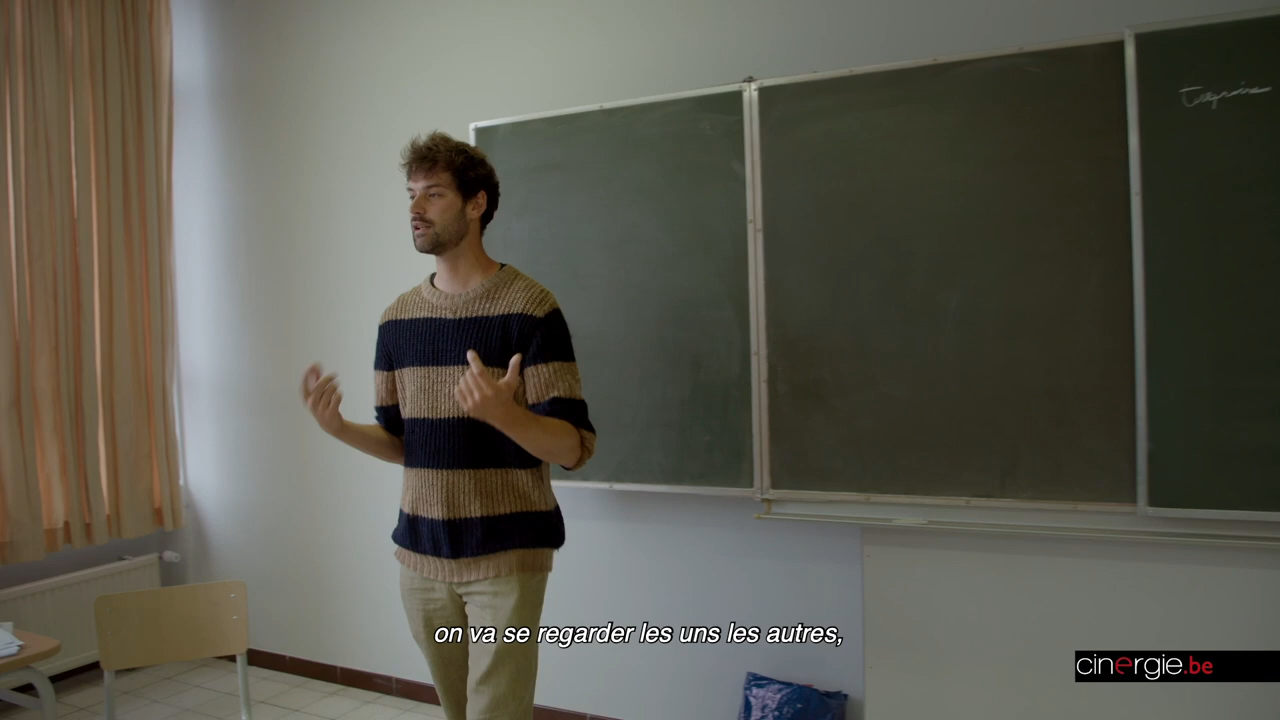 on va se regarder les uns les autres,
cinergie.be